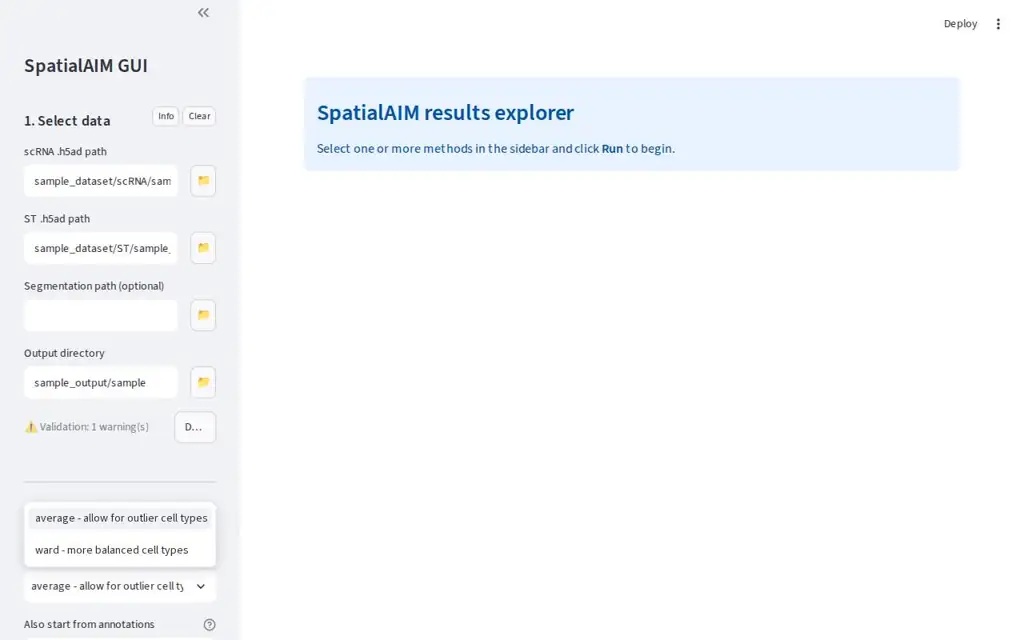 SpatialAIM GUI
1. Select data
Info
Clear
scRNA .h5ad path
sample_dataset/scRNA/sam
ST .h5ad path
sample_dataset/ST/sample_
Segmentation path (optional)
Output directory
sample_output/sample
Validation: 1 warning(s)
D...
average - allow for outlier cell types
ward - more balanced cell types
average - allow for outlier cell ty
Also start from annotations
Deploy
SpatialAIM results explorer
Select one or more methods in the sidebar and click Run to begin.